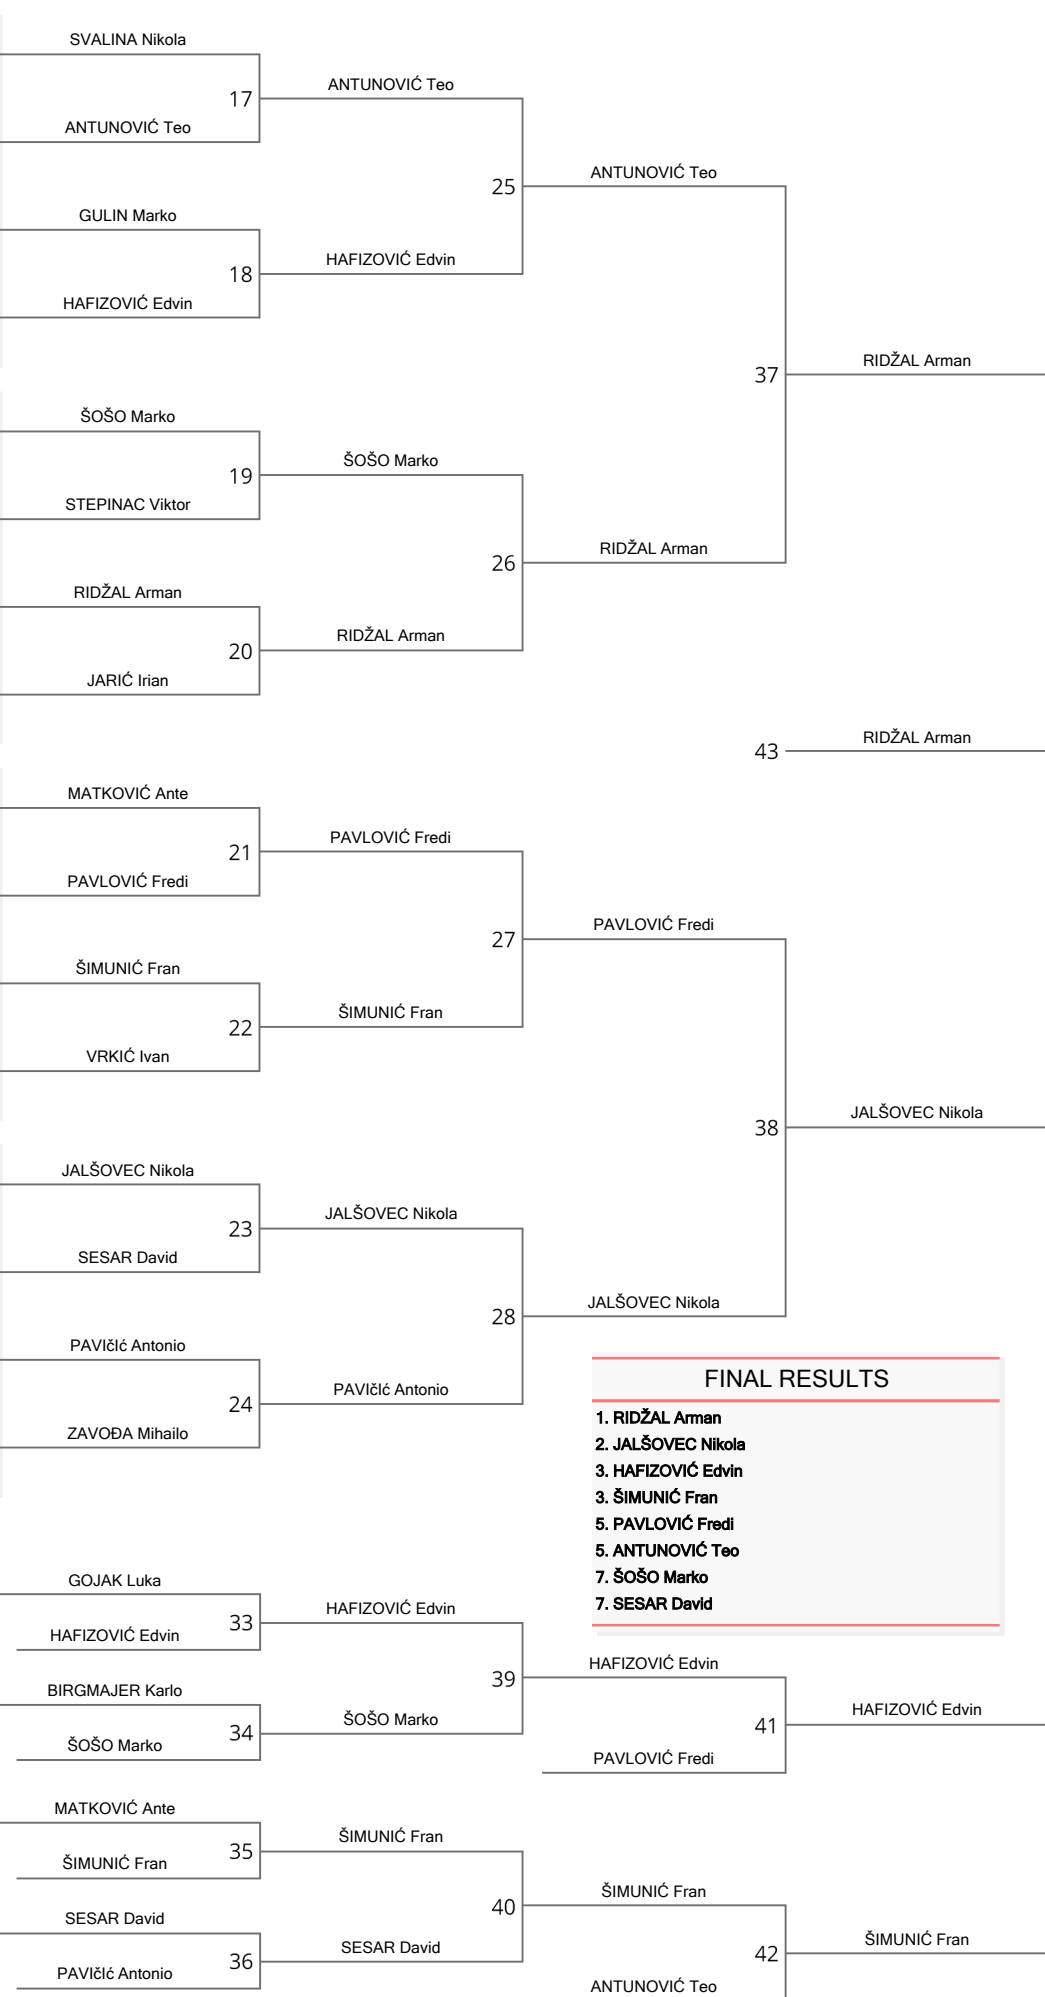 SVALINA Nikola
17
ANTUNOVIĆ Teo
ANTUNOVIĆ Teo
25
ANTUNOVIĆ Teo
GULIN Marko
18
HAFIZOVIĆ Edvin
HAFIZOVIĆ Edvin
37
RIDŽAL Arman
ŠOŠO Marko
19
ŠOŠO Marko
STEPINAC Viktor
26
RIDŽAL Arman
RIDŽAL Arman
20
RIDŽAL Arman
JARIĆ Irian
43
RIDŽAL Arman
MATKOVIĆ Ante
21
PAVLOVIĆ Fredi
PAVLOVIĆ Fredi
27
PAVLOVIĆ Fredi
ŠIMUNIĆ Fran
22
ŠIMUNIĆ Fran
VRKIĆ Ivan
38
JALŠOVEC Nikola
JALŠOVEC Nikola
23
JALŠOVEC Nikola
SESAR David
28
JALŠOVEC Nikola
PAVIčIć Antonio
24
PAVIčIć Antonio
ZAVOĐA Mihailo
FINAL RESULTS
1. RIDŽAL Arman
2. JALŠOVEC Nikola
3. HAFIZOVIĆ Edvin
3. ŠIMUNIĆ Fran
5. PAVLOVIĆ Fredi
5. ANTUNOVIĆ Teo
7. ŠOŠO Marko
7. SESAR David
GOJAK Luka
33
HAFIZOVIĆ Edvin
HAFIZOVIĆ Edvin
39
HAFIZOVIĆ Edvin
BIRGMAJER Karlo
34
ŠOŠO Marko
ŠOŠO Marko
41
HAFIZOVIĆ Edvin
PAVLOVIĆ Fredi
MATKOVIĆ Ante
35
ŠIMUNIĆ Fran
ŠIMUNIĆ Fran
40
ŠIMUNIĆ Fran
SESAR David
36
SESAR David
PAVIčIć Antonio
42
ŠIMUNIĆ Fran
ANTUNOVIĆ Teo